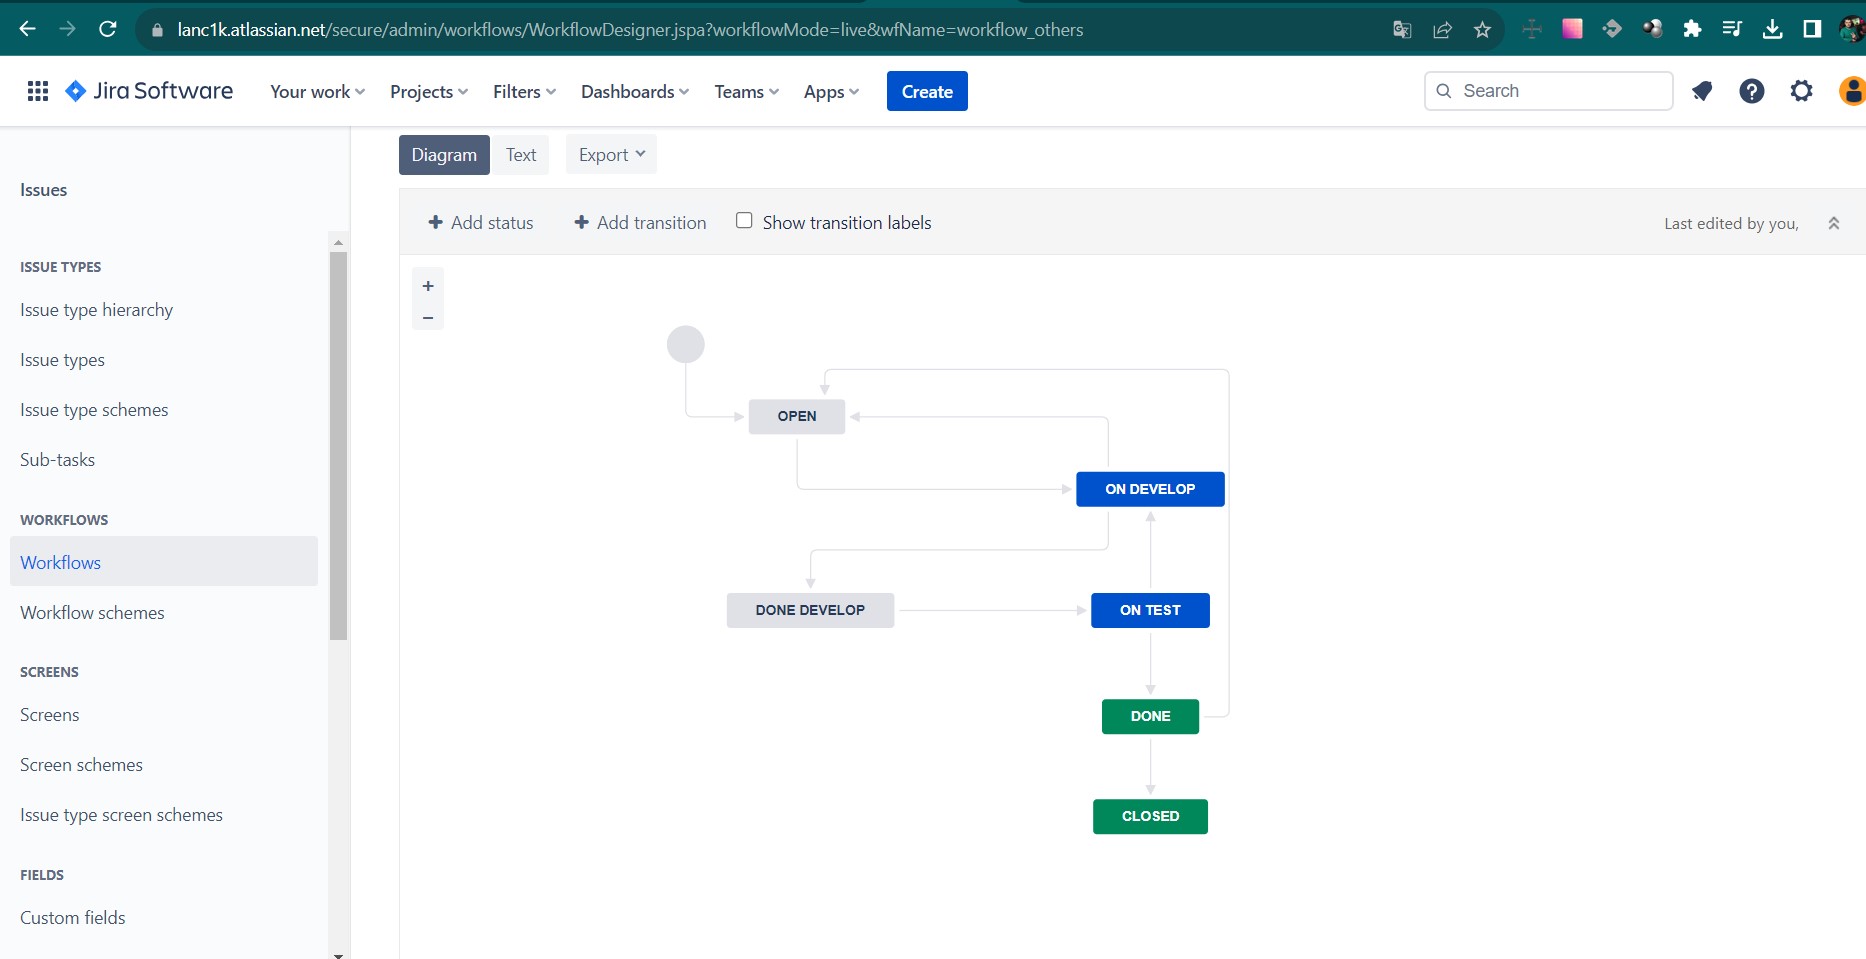 lanc1k.atlassian.net/secure/admin/workflows/WorkflowDesigner.jspa?workflowMode=live&wfName=workflow_others
Jira Software
Your work
Projects
Filters
Dashboards
Teams
Apps
Create
Search
Diagram
Text
Export
Issues
+ Add status
+ Add transition
Show transition labels
Last edited by you,
ISSUE TYPES
Issue type hierarchy
Issue types
Issue type schemes
Sub-tasks
WORKFLOWS
Workflows
Workflow schemes
SCREENS
Screens
Screen schemes
Issue type screen schemes
FIELDS
Custom fields
+
−
OPEN
ON DEVELOP
DONE DEVELOP
ON TEST
DONE
CLOSED